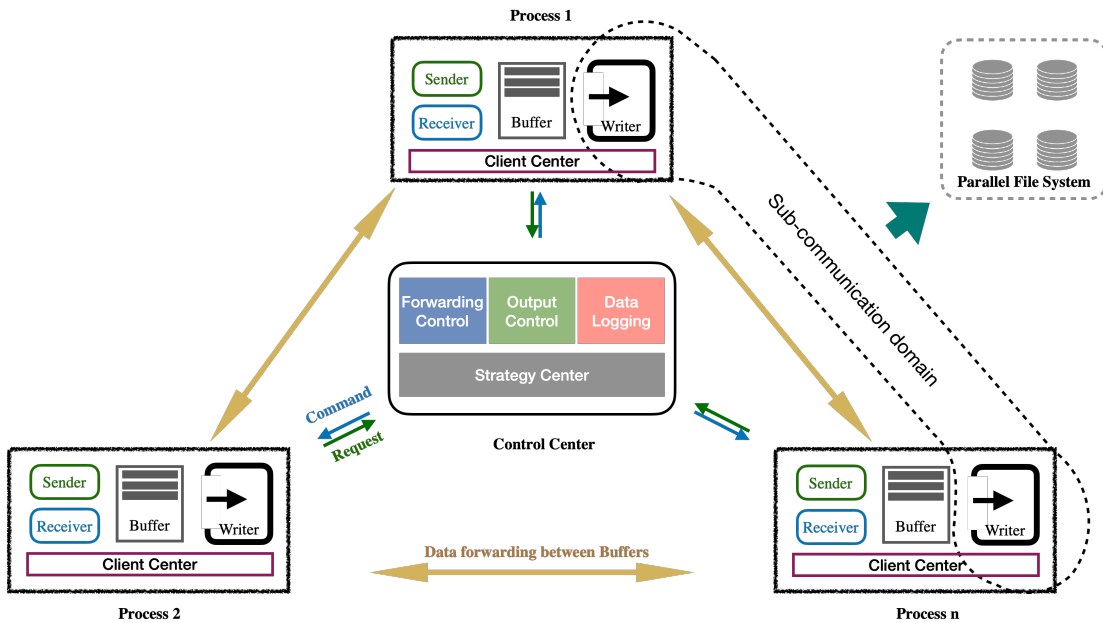 Process 1
Sender
Receiver
Buffer
Writer
Client Center
Parallel File System
Sub-communication domain
Forwarding
Control
Output
Control
Data
Logging
Strategy Center
Control Center
Command
Request
Sender
Receiver
Buffer
Writer
Client Center
Process 2
Data forwarding between Buffers
Sender
Receiver
Buffer
Writer
Client Center
Process n